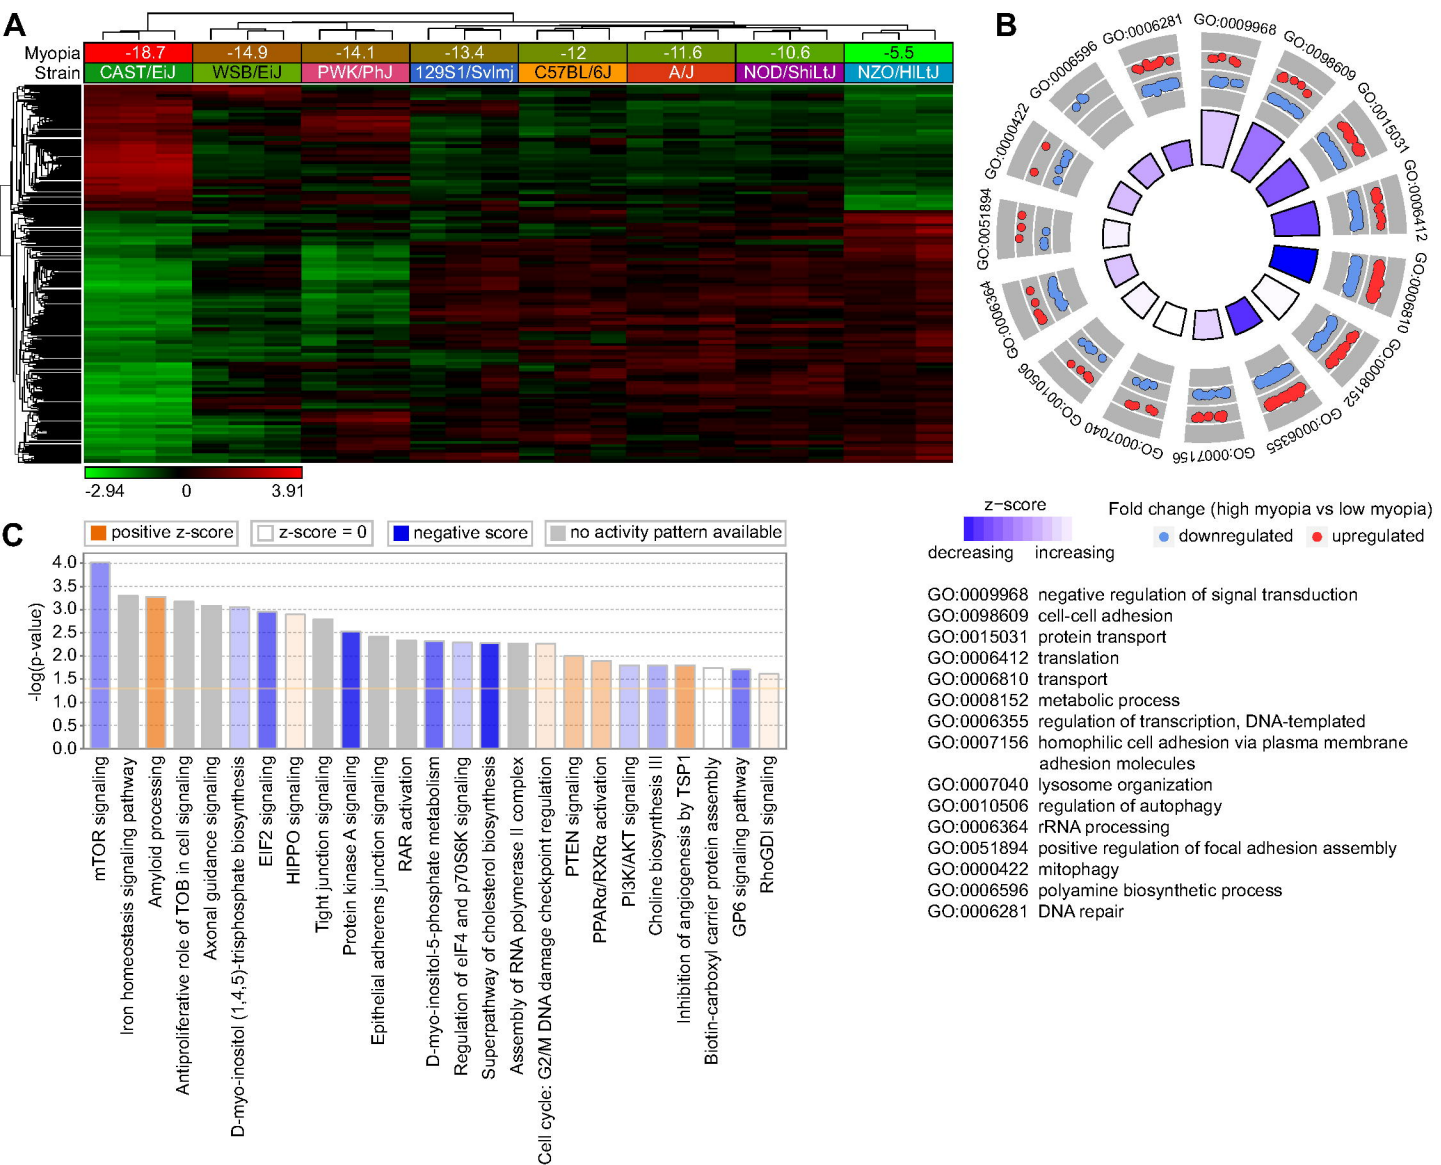 A
Myopia -18.7 -14.9 -14.1 -13.4 -12 -11.6 -10.6 -5.5
Strain CAST/EiJ WSB/EiJ PWK/PhJ 129S1/Svlmj C57BL/6J A/J NOD/ShiLtJ NZO/HlLtJ
-2.94 0 3.91
B
GO:0009968
GO:0098609
GO:0015031
GO:0006412
GO:0006810
GO:0008152
GO:0006355
GO:0007156
GO:0007040
GO:0010506
GO:0006364
GO:0051894
GO:0000422
GO:0006596
GO:0006281
z-score
decreasing increasing
Fold change (high myopia vs low myopia)
downregulated upregulated
GO:0009968 negative regulation of signal transduction
GO:0098609 cell-cell adhesion
GO:0015031 protein transport
GO:0006412 translation
GO:0006810 transport
GO:0008152 metabolic process
GO:0006355 regulation of transcription, DNA-templated
GO:0007156 homophilic cell adhesion via plasma membrane
adhesion molecules
GO:0007040 lysosome organization
GO:0010506 regulation of autophagy
GO:0006364 rRNA processing
GO:0051894 positive regulation of focal adhesion assembly
GO:0000422 mitophagy
GO:0006596 polyamine biosynthetic process
GO:0006281 DNA repair
C
positive z-score z-score = 0 negative score no activity pattern available
-log(p-value)
4.0
3.5
3.0
2.5
2.0
1.5
1.0
0.5
0.0
mTOR signaling
Iron homeostasis signaling pathway
Amyloid processing
Antiproliferative role of TOB in cell signaling
Axonal guidance signaling
D-myo-inositol (1,4,5)-trisphosphate biosynthesis
EIF2 signaling
HIPPO signaling
Tight junction signaling
Protein kinase A signaling
Epithelial adherens junction signaling
RAR activation
D-myo-inositol-5-phosphate metabolism
Regulation of eIF4 and p70S6K signaling
Superpathway of cholesterol biosynthesis
Assembly of RNA polymerase II complex
Cell cycle: G2/M DNA damage checkpoint regulation
PTEN signaling
PPARα/RXRα activation
PI3K/AKT signaling
Choline biosynthesis III
Inhibition of angiogenesis by TSP1
Biotin-carboxyl carrier protein assembly
GP6 signaling pathway
RhoGDI signaling